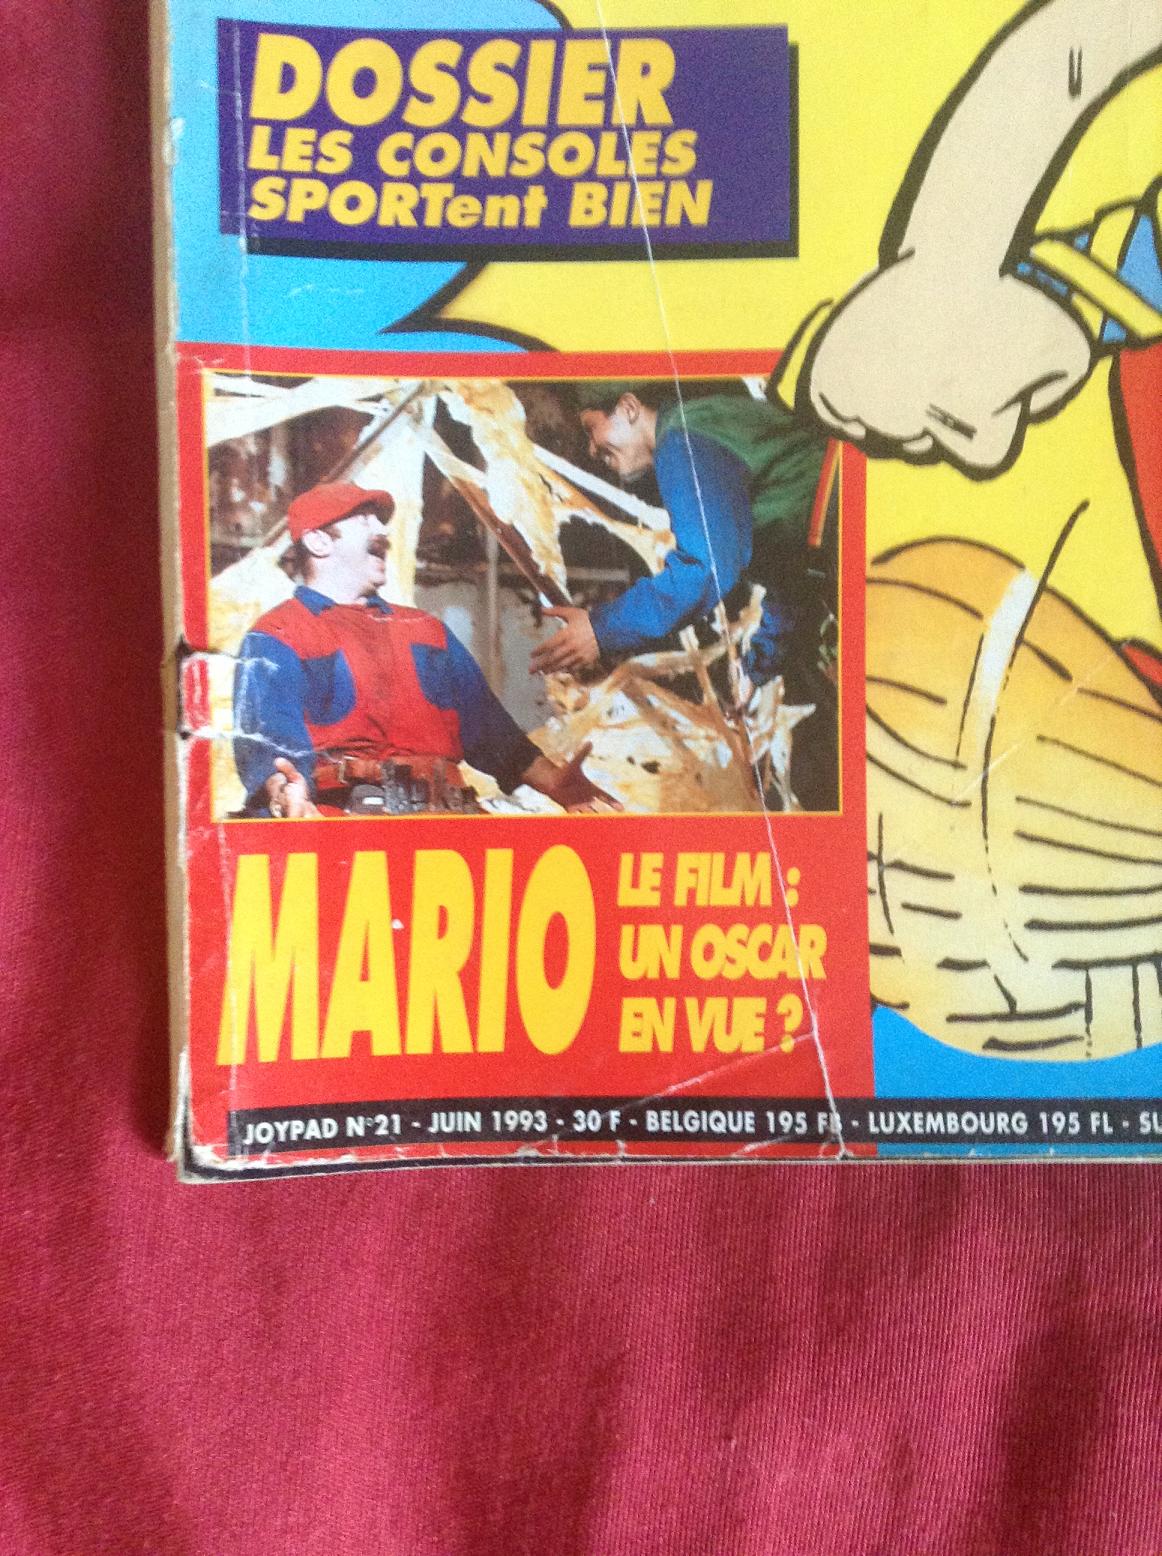 DOSSIER
LES CONSOLES
SPORTent BIEN
MARIO
LE FILM :
UN OSCAR
EN VUE ?
JOYPAD N°21 - JUIN 1993 - 30 F - BELGIQUE 195 FB - LUXEMBOURG 195 FL -